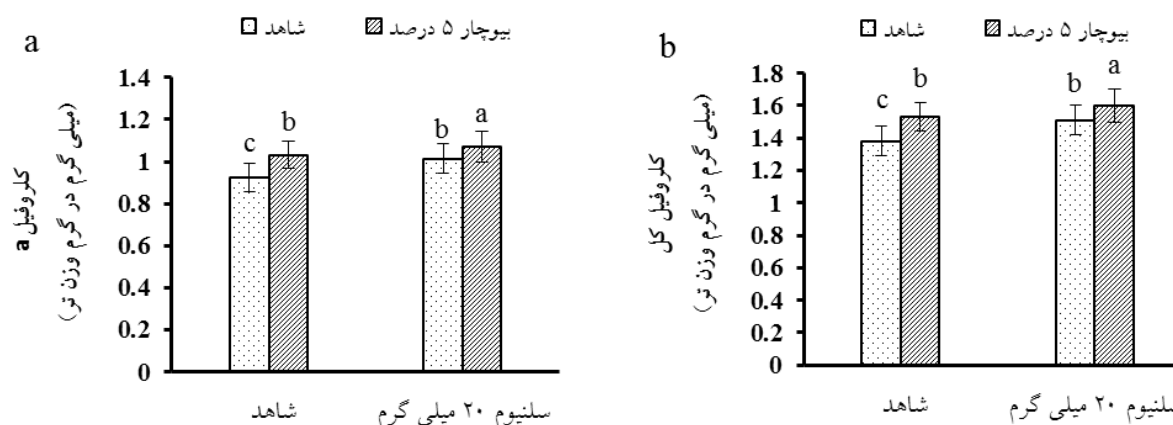 a
شاهد
بیوچار ۵ درصد
کلروفیل a
(میلی گرم در گرم وزن تر)
1.4
1.2
1
0.8
0.6
0.4
0.2
0
c
b
b
a
شاهد
سلنیوم ۲۰ میلی گرم
b
شاهد
بیوچار ۵ درصد
کلروفیل کل
(میلی گرم در گرم وزن تر)
1.8
1.6
1.4
1.2
1
0.8
0.6
0.4
0.2
0
c
b
b
a
شاهد
سلنیوم ۲۰ میلی گرم